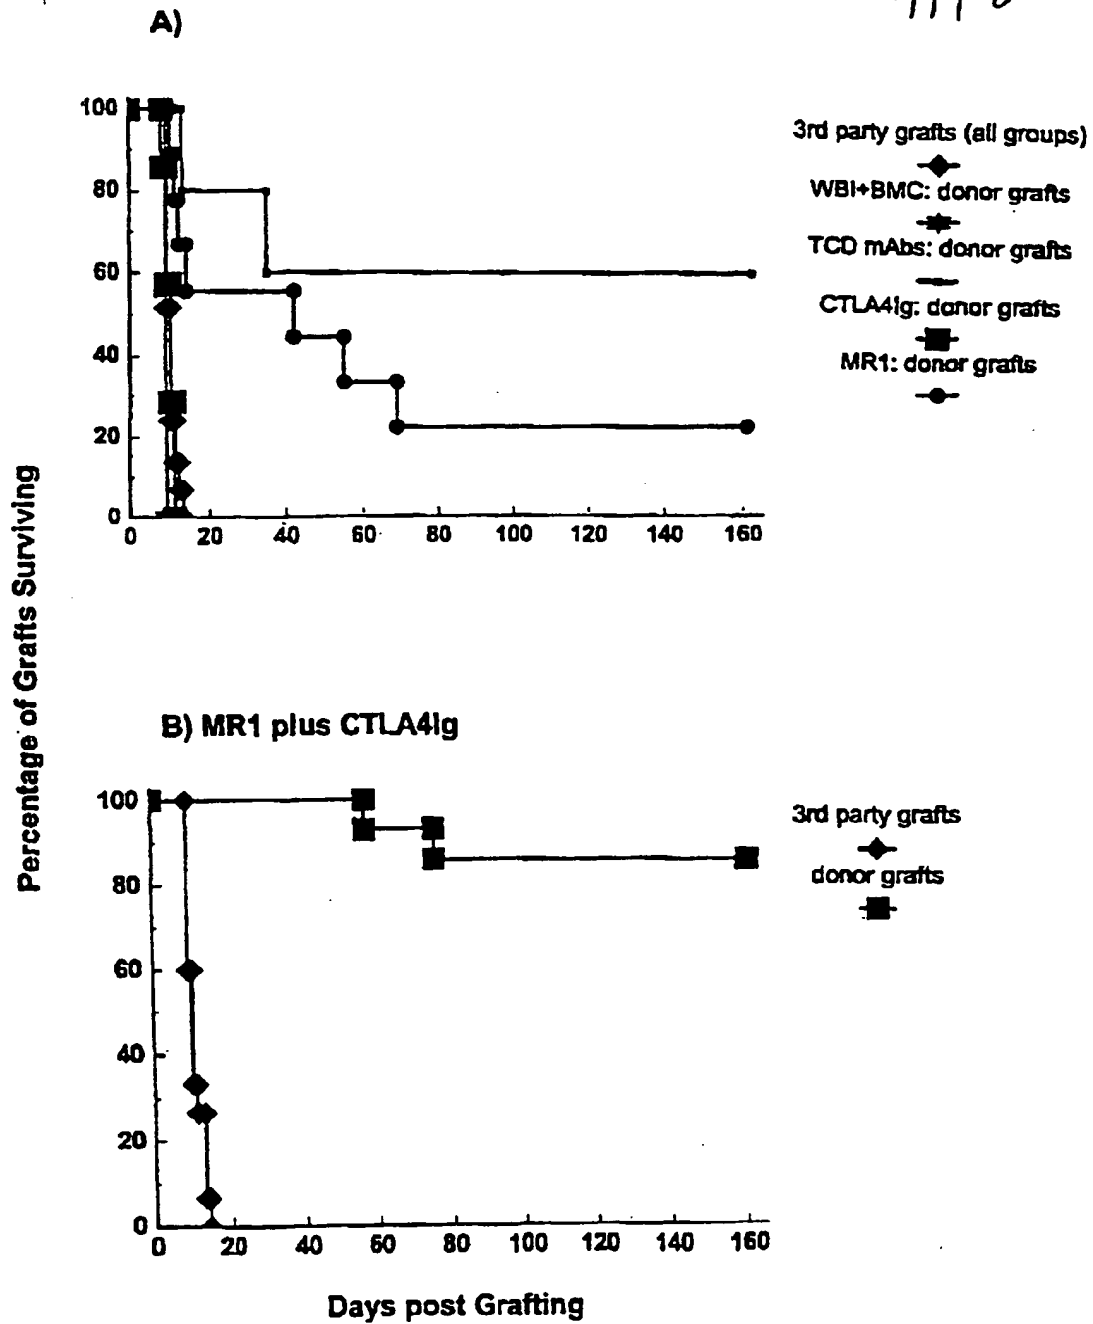 A)
100
80
60
40
20
0
0 20 40 60 80 100 120 140 160
3rd party grafts (all groups)
WBI+BMC: donor grafts
TCD mAbs: donor grafts
CTLA4Ig: donor grafts
MR1: donor grafts
Percentage of Grafts Surviving
B) MR1 plus CTLA4Ig
100
80
60
40
20
0
0 20 40 60 80 100 120 140 160
3rd party grafts
donor grafts
Days post Grafting